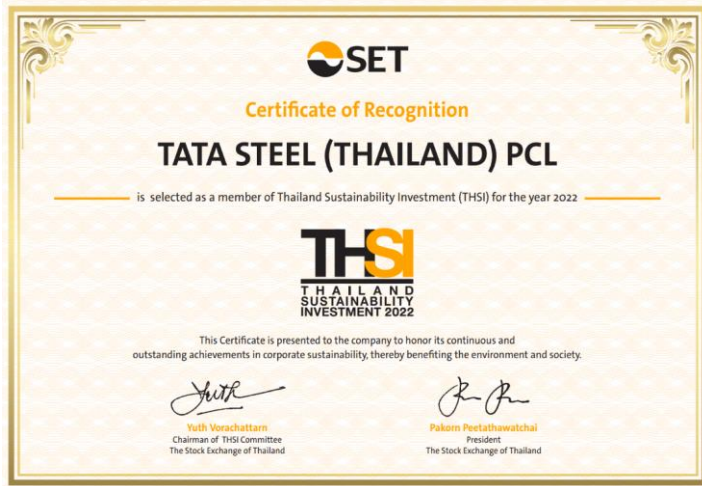 SET
Certificate of Recognition
TATA STEEL (THAILAND) PCL
is selected as a member of Thailand Sustainability Investment (THSI) for the year 2022
THSI
THAILAND
SUSTAINABILITY
INVESTMENT 2022
This Certificate is presented to the company to honor its continuous and
outstanding achievements in corporate sustainability, thereby benefiting the environment and society.
Yuth
Yuth Vorachattarn
Chairman of THSI Committee
The Stock Exchange of Thailand
Pakorn Peetathawatchai
President
The Stock Exchange of Thailand